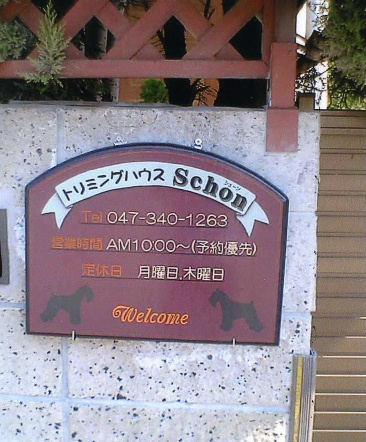 トリミングハウス Schon
シェーン
Tel 047-340-1263
営業時間 AM10:00～(予約優先)
定休日 月曜日.木曜日
Welcome